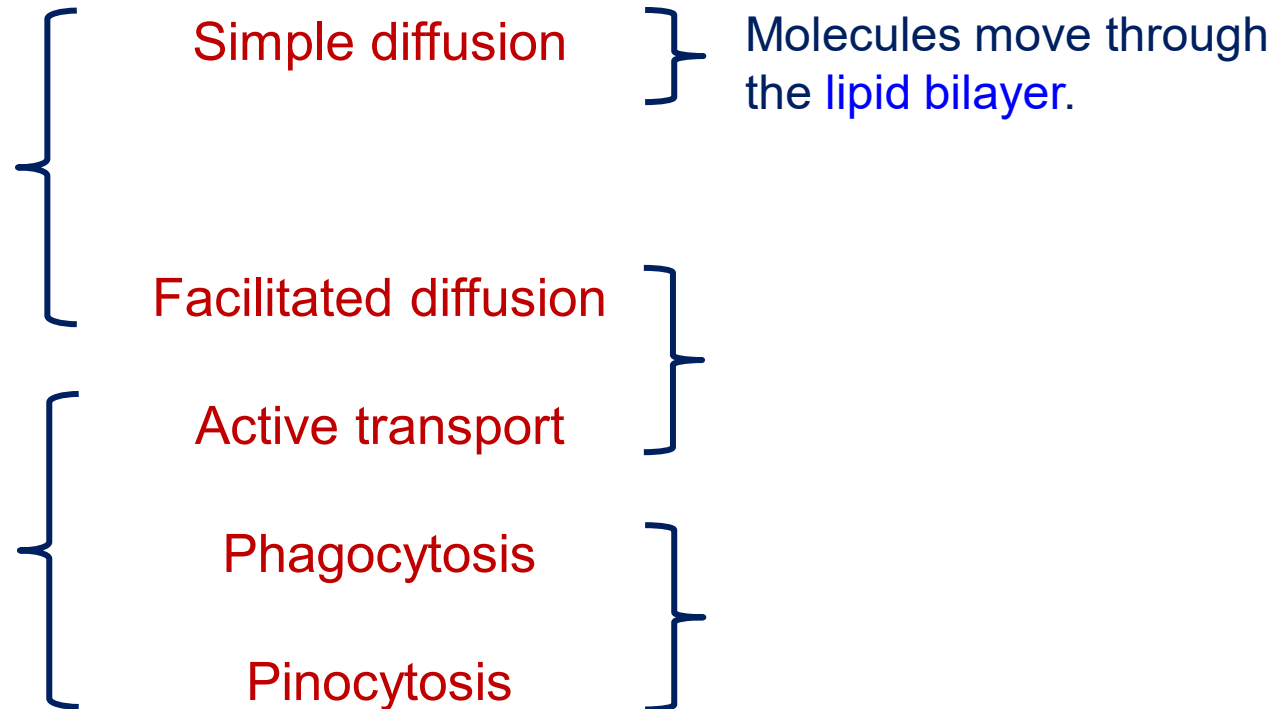 Simple diffusion
Molecules move through
the lipid bilayer.
Facilitated diffusion
Active transport
Phagocytosis
Pinocytosis